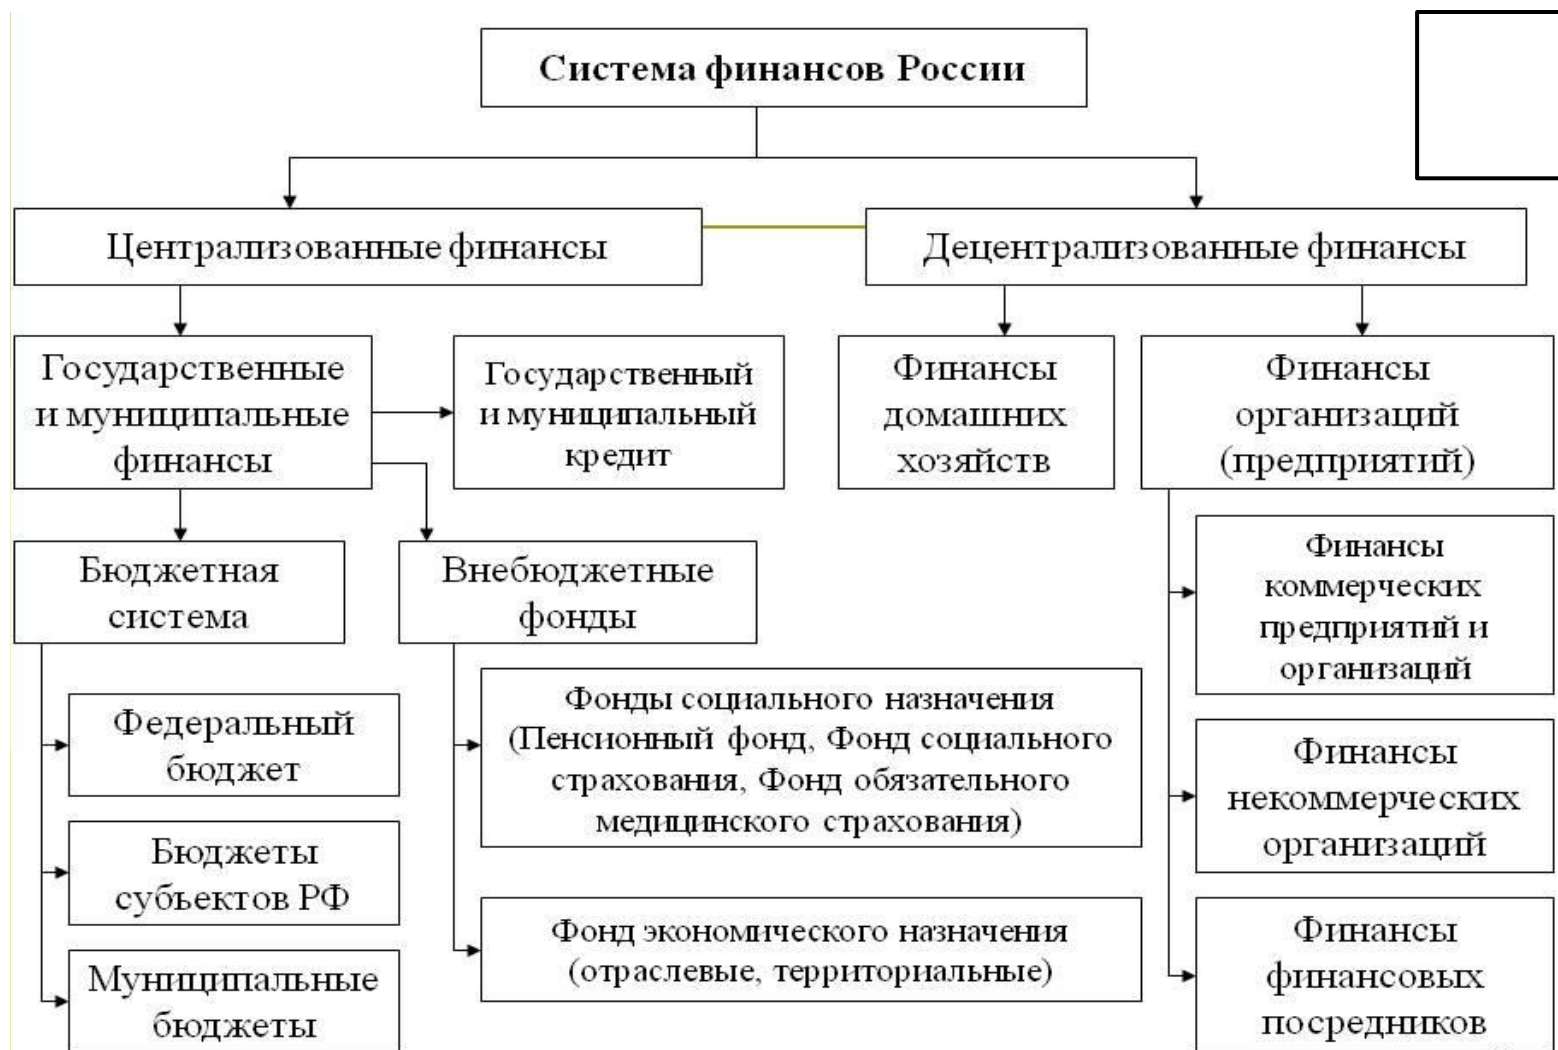 Система финансов России
Централизованные финансы
Децентрализованные финансы
Государственные
и муниципальные
финансы
Государственный
и муниципальный
кредит
Финансы
домашних
хозяйств
Финансы
организаций
(предприятий)
Бюджетная
система
Внебюджетные
фонды
Финансы
коммерческих
предприятий и
организаций
Федеральный
бюджет
Фонды социального назначения
(Пенсионный фонд, Фонд социального
страхования, Фонд обязательного
медицинского страхования)
Финансы
некоммерческих
организаций
Бюджеты
субъектов РФ
Фонд экономического назначения
(отраслевые, территориальные)
Финансы
финансовых
посредников
Муниципальные
бюджеты